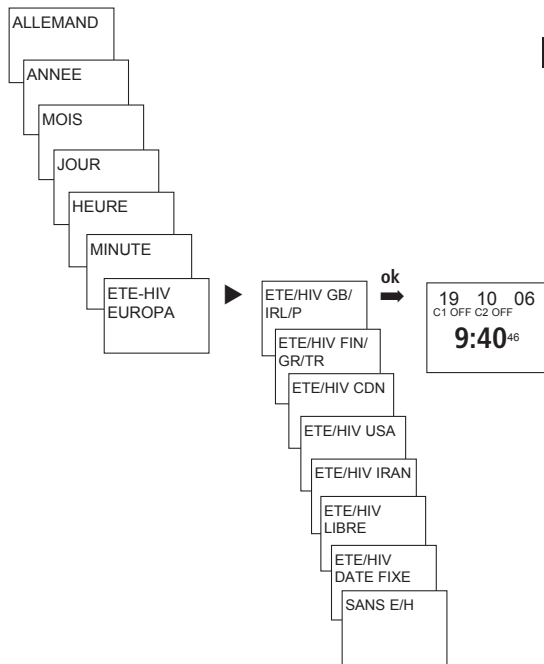 ALLEMAND
ANNEE
MOIS
JOUR
HEURE
MINUTE
ETE-HIV
EUROPA
ETE/HIV GB/
IRL/P
ETE/HIV FIN/
GR/TR
ETE/HIV CDN
ETE/HIV USA
ETE/HIV IRAN
ETE/HIV
LIBRE
ETE/HIV
DATE FIXE
SANS E/H
ok
19 10 06
C1 OFF C2 OFF
9:40 46